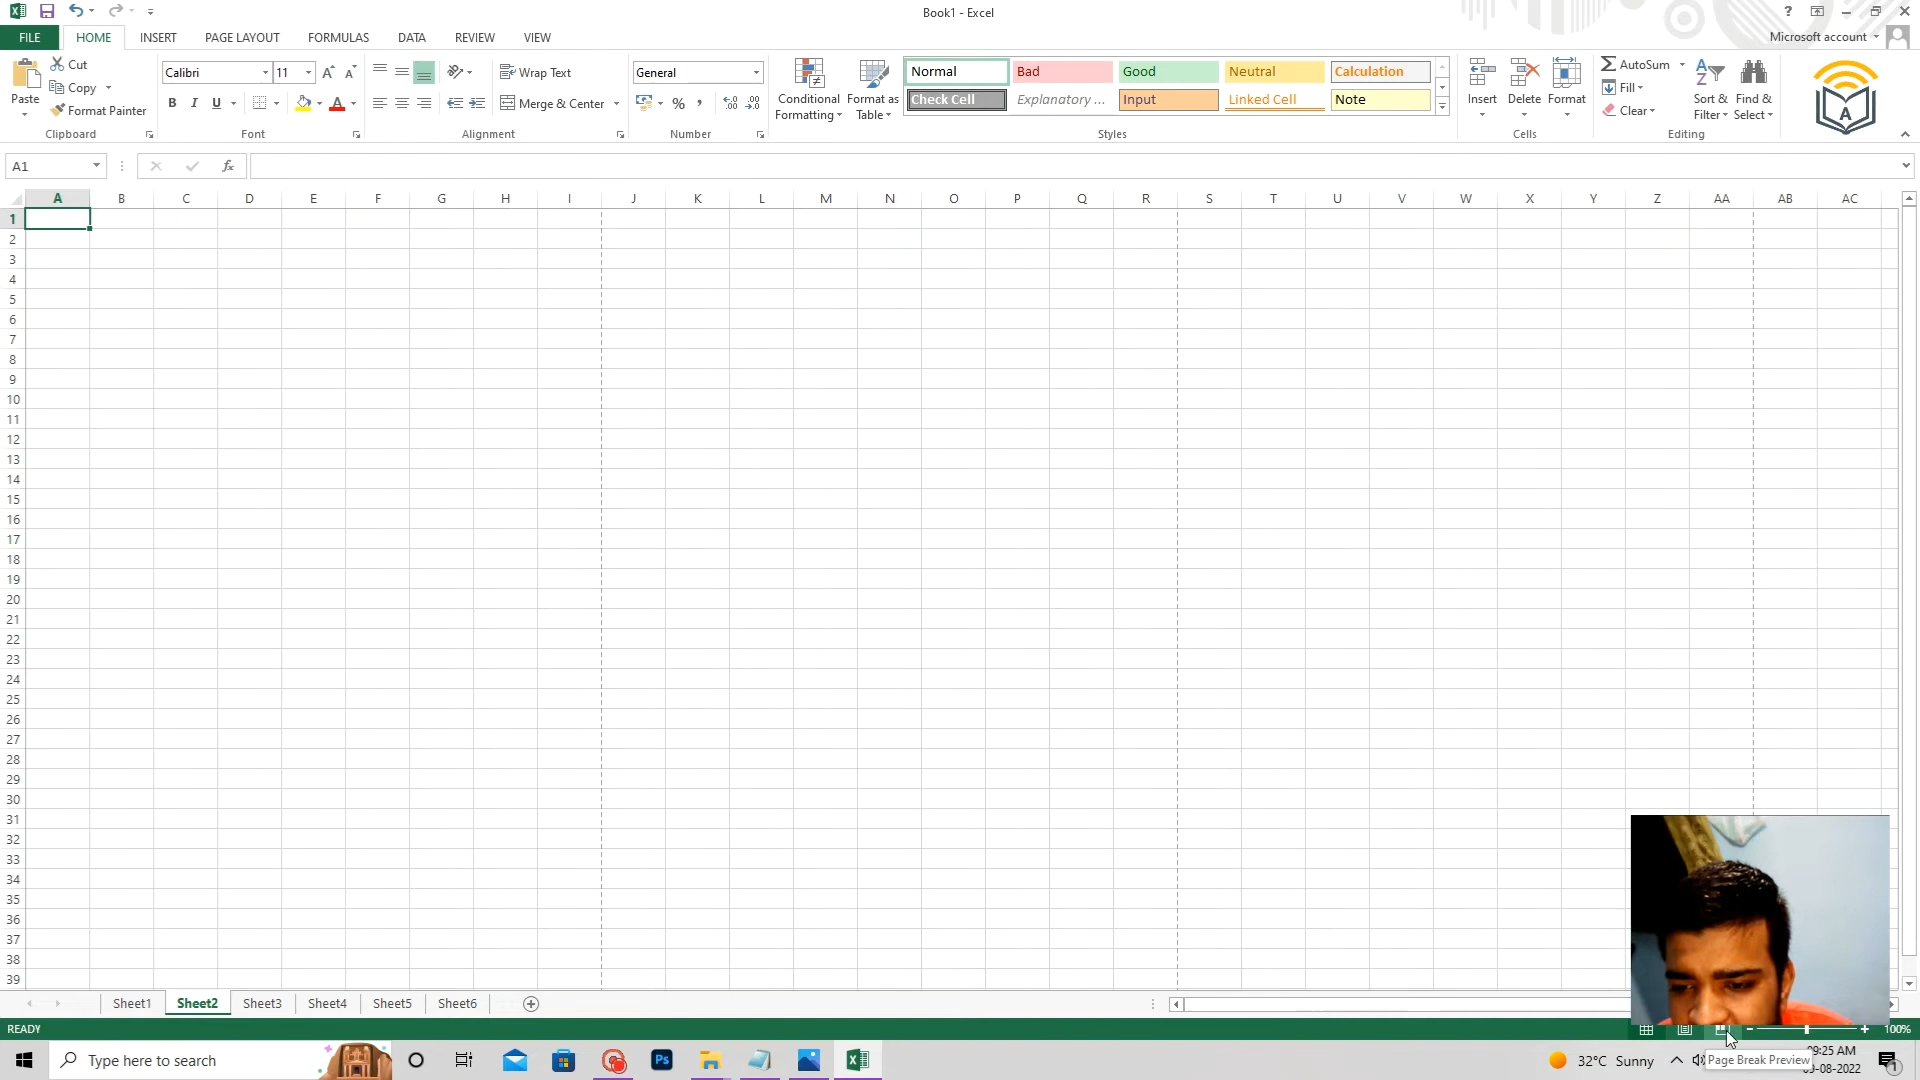 Book1 - Excel
?
FILE HOME INSERT PAGE LAYOUT FORMULAS DATA REVIEW VIEW
Microsoft account
Paste
Cut
Copy
Format Painter
Clipboard
Calibri 11
B I U
Font
Wrap Text
Merge & Center
Alignment
General
%
Number
Conditional Formatting
Format as Table
Normal Bad Good Neutral Calculation
Check Cell Explanatory ... Input Linked Cell Note
Styles
Insert Delete Format
Cells
AutoSum
Fill
Clear
Sort & Filter
Find & Select
Editing
A
A1
fx
A B C D E F G H I J K L M N O P Q R S T U V W X Y Z AA AB AC
1
2
3
4
5
6
7
8
9
10
11
12
13
14
15
16
17
18
19
20
21
22
23
24
25
26
27
28
29
30
31
32
33
34
35
36
37
38
39
Sheet1 Sheet2 Sheet3 Sheet4 Sheet5 Sheet6
READY
100%
Type here to search
Ps
32°C Sunny
Page Break Preview
09:25 AM